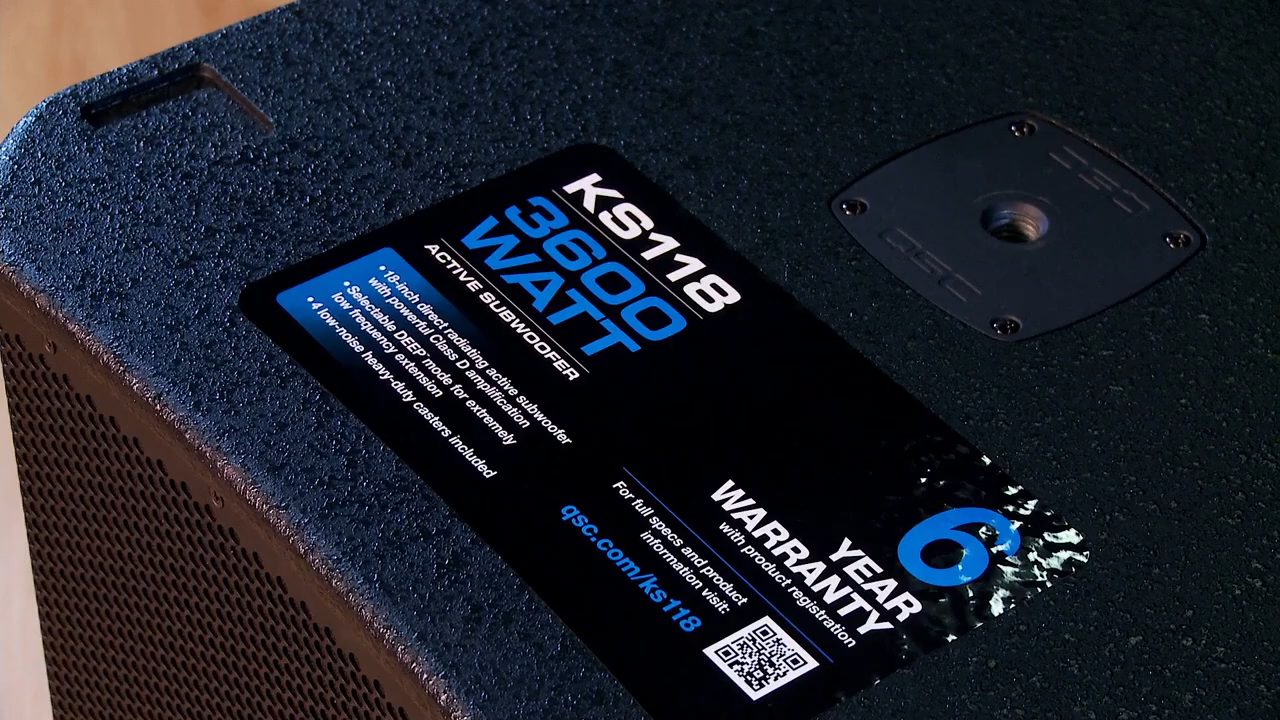 KS118
3600
WATT
ACTIVE SUBWOOFER
• 18-inch direct radiating active subwoofer
with powerful Class D amplification
• Selectable DEEP™ mode for extremely
low frequency extension
• 4 low-noise heavy-duty casters included
6
YEAR
WARRANTY
with product registration
For full specs and product
information visit:
qsc.com/ks118
QSC